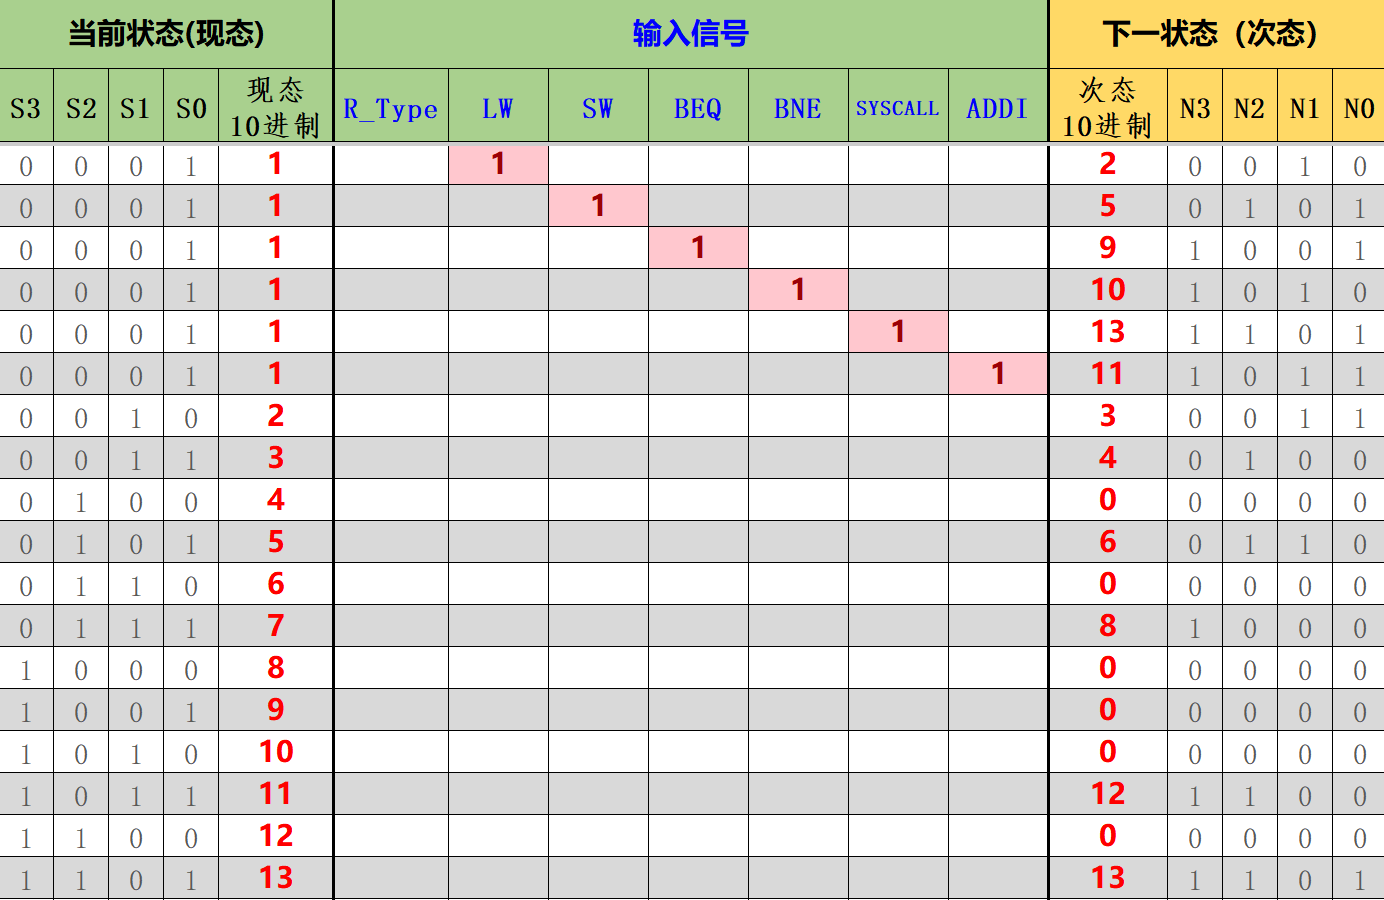 当前状态(现态) 输入信号 下一状态（次态）
S3 S2 S1 S0 现态 10进制 R_Type LW SW BEQ BNE SYSCALL ADDI 次态 10进制 N3 N2 N1 N0
0 0 0 1 1 1 2 0 0 1 0
0 0 0 1 1 1 5 0 1 0 1
0 0 0 1 1 1 9 1 0 0 1
0 0 0 1 1 1 10 1 0 1 0
0 0 0 1 1 1 13 1 1 0 1
0 0 0 1 1 1 11 1 0 1 1
0 0 1 0 2 3 0 0 1 1
0 0 1 1 3 4 0 1 0 0
0 1 0 0 4 0 0 0 0 0
0 1 0 1 5 6 0 1 1 0
0 1 1 0 6 0 0 0 0 0
0 1 1 1 7 8 1 0 0 0
1 0 0 0 8 0 0 0 0 0
1 0 0 1 9 0 0 0 0 0
1 0 1 0 10 0 0 0 0 0
1 0 1 1 11 12 1 1 0 0
1 1 0 0 12 0 0 0 0 0
1 1 0 1 13 13 1 1 0 1